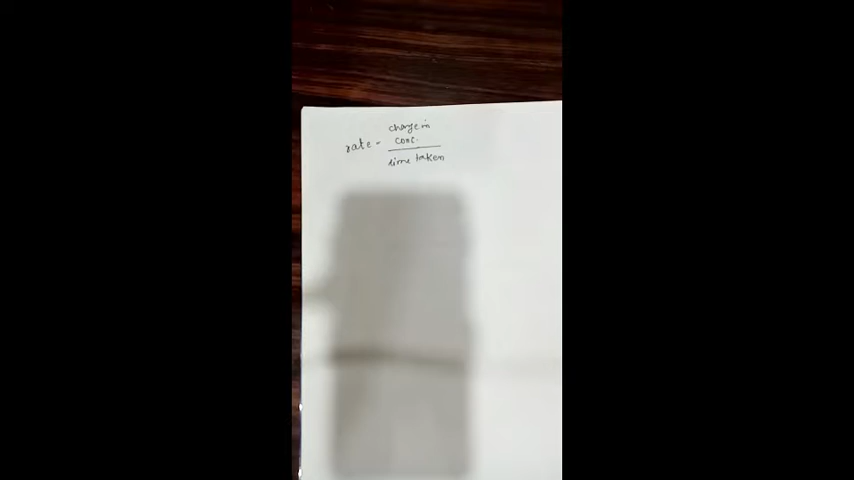 change in
rate = conc.
time taken